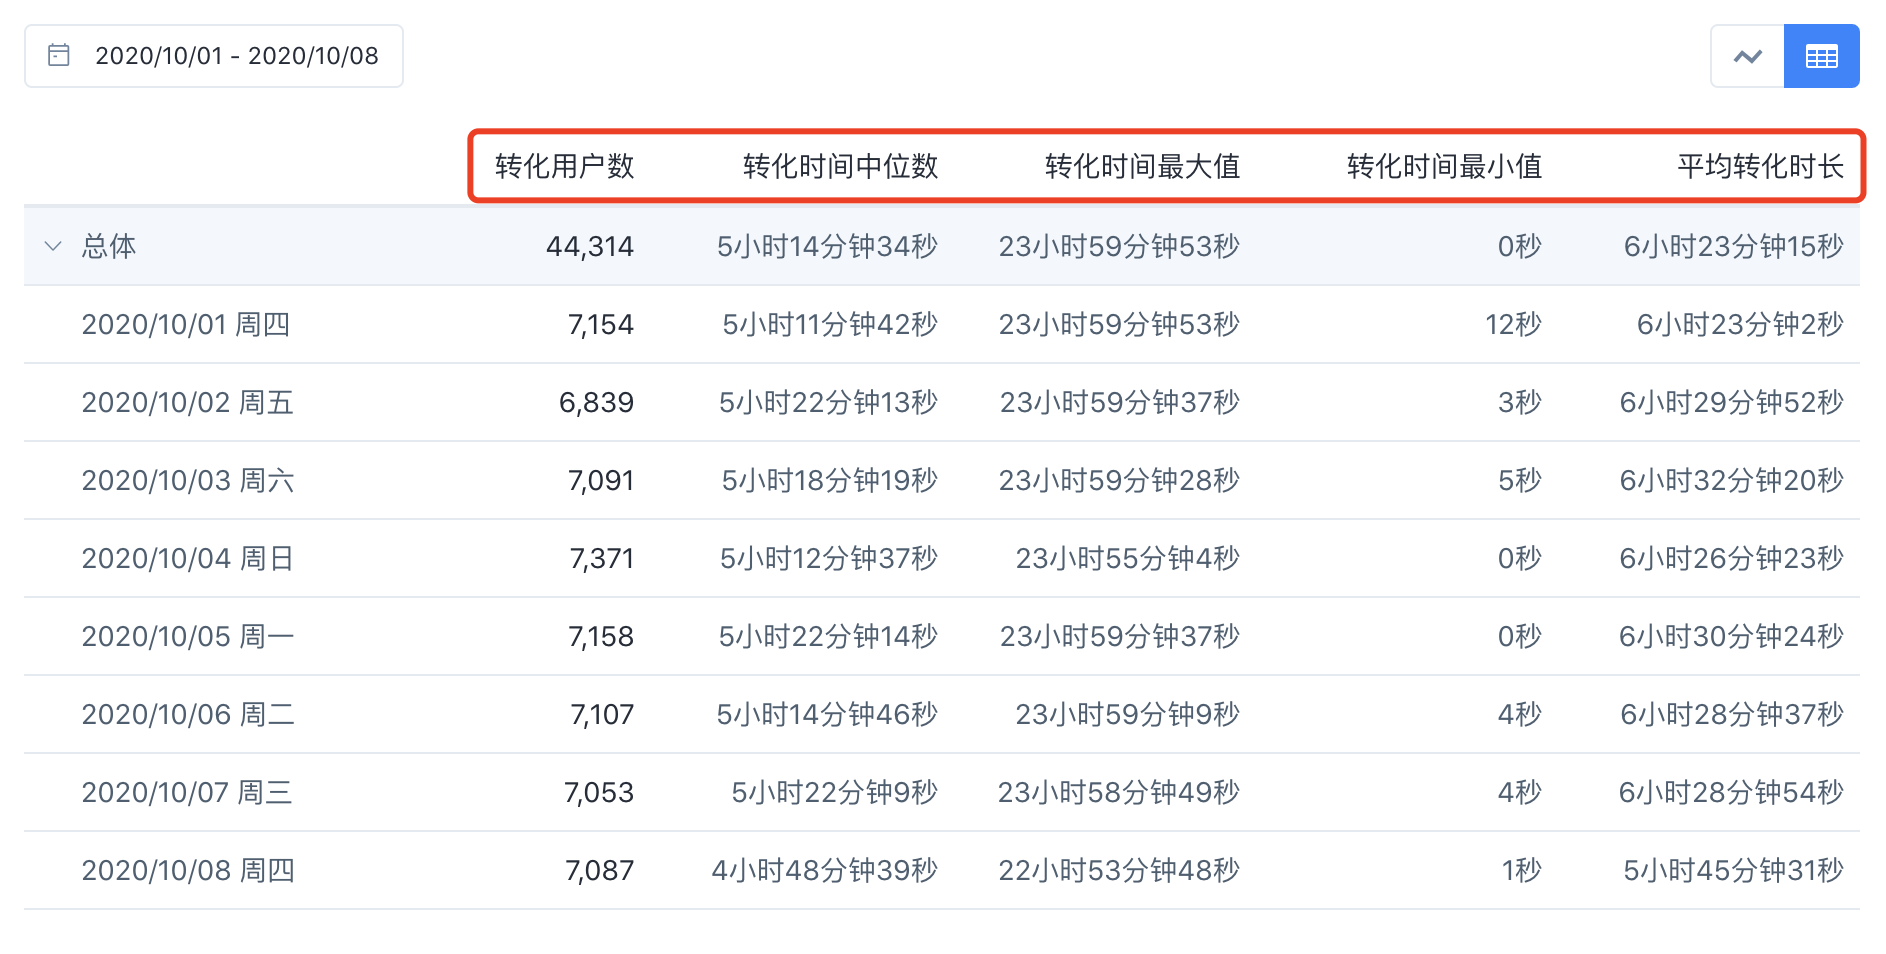 2020/10/01 - 2020/10/08
转化用户数 转化时间中位数 转化时间最大值 转化时间最小值 平均转化时长
总体 44,314 5小时14分钟34秒 23小时59分钟53秒 0秒 6小时23分钟15秒
2020/10/01 周四 7,154 5小时11分钟42秒 23小时59分钟53秒 12秒 6小时23分钟2秒
2020/10/02 周五 6,839 5小时22分钟13秒 23小时59分钟37秒 3秒 6小时29分钟52秒
2020/10/03 周六 7,091 5小时18分钟19秒 23小时59分钟28秒 5秒 6小时32分钟20秒
2020/10/04 周日 7,371 5小时12分钟37秒 23小时55分钟4秒 0秒 6小时26分钟23秒
2020/10/05 周一 7,158 5小时22分钟14秒 23小时59分钟37秒 0秒 6小时30分钟24秒
2020/10/06 周二 7,107 5小时14分钟46秒 23小时59分钟9秒 4秒 6小时28分钟37秒
2020/10/07 周三 7,053 5小时22分钟9秒 23小时58分钟49秒 4秒 6小时28分钟54秒
2020/10/08 周四 7,087 4小时48分钟39秒 22小时53分钟48秒 1秒 5小时45分钟31秒